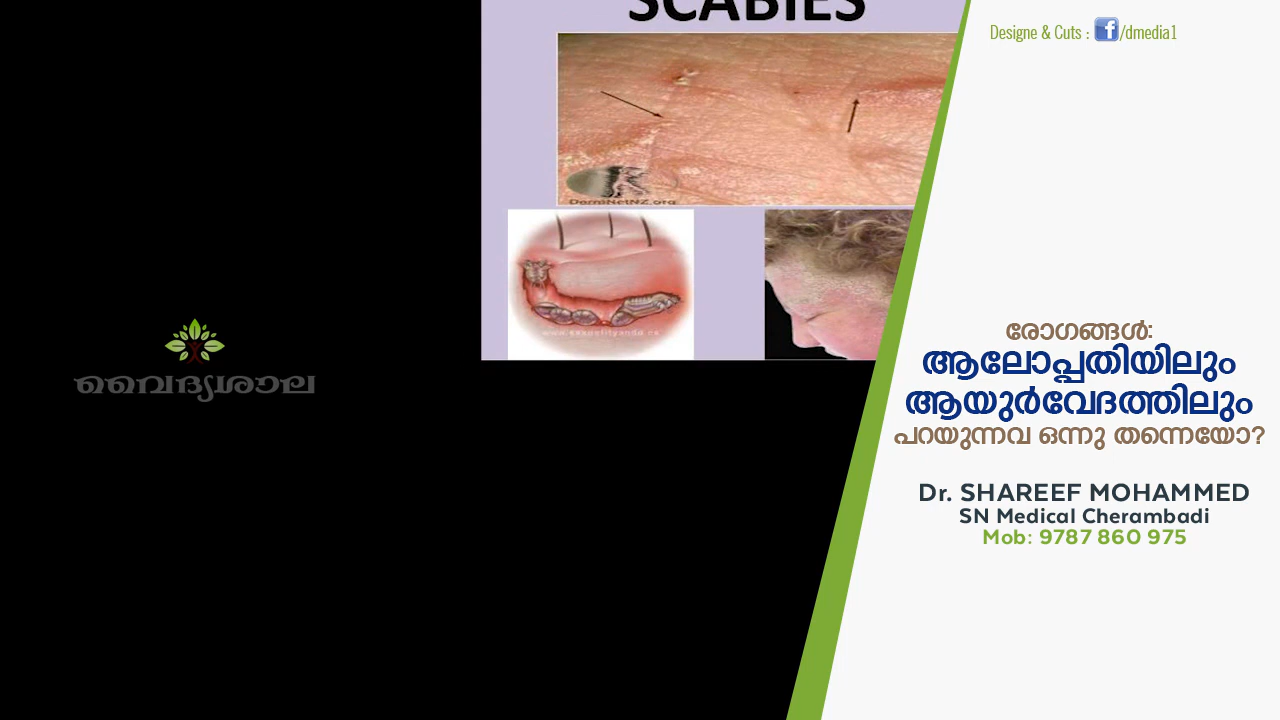 SCABIES
DermNetNZ.org
വൈദ്യശാല
Designe & Cuts : f/dmedia1
രോഗങ്ങൾ:
ആലോപ്പതിയിലും
ആയുർവേദത്തിലും
പറയുന്നവ ഒന്നു തന്നെയോ?
Dr. SHAREEF MOHAMMED
SN Medical Cherambadi
Mob: 9787 860 975